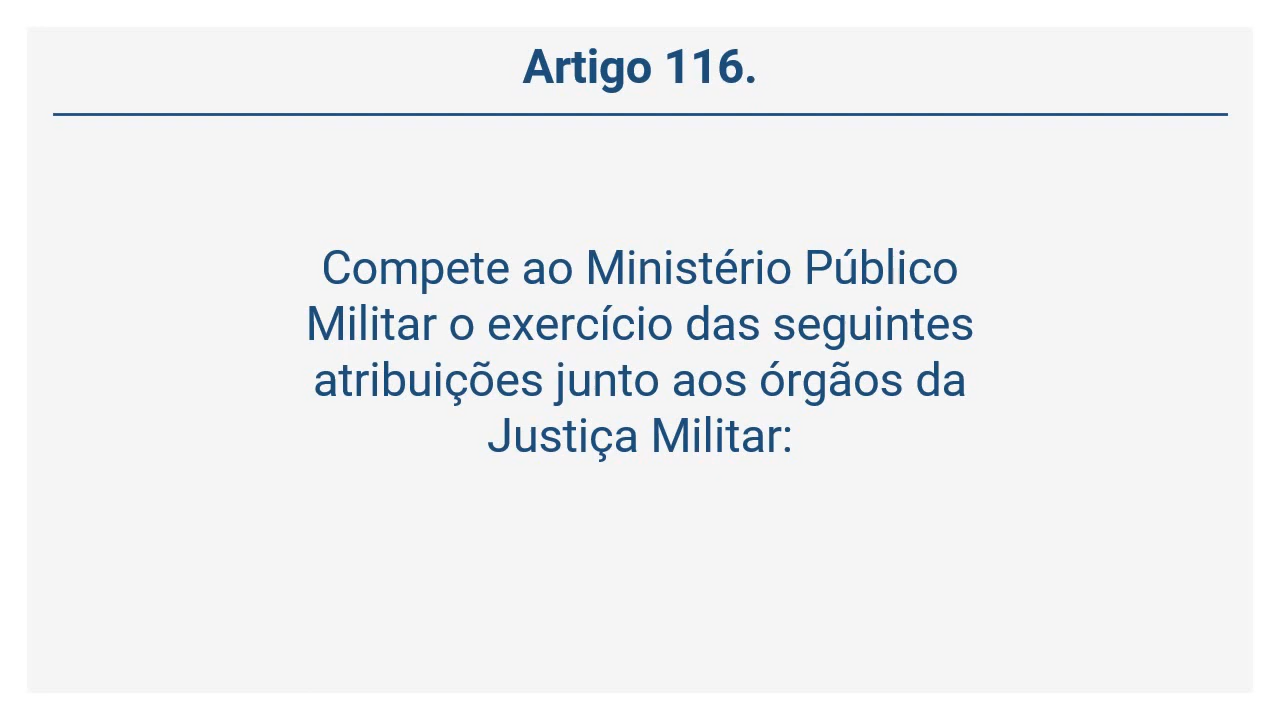 Artigo 116.
Compete ao Ministério Público
Militar o exercício das seguintes
atribuições junto aos órgãos da
Justiça Militar: